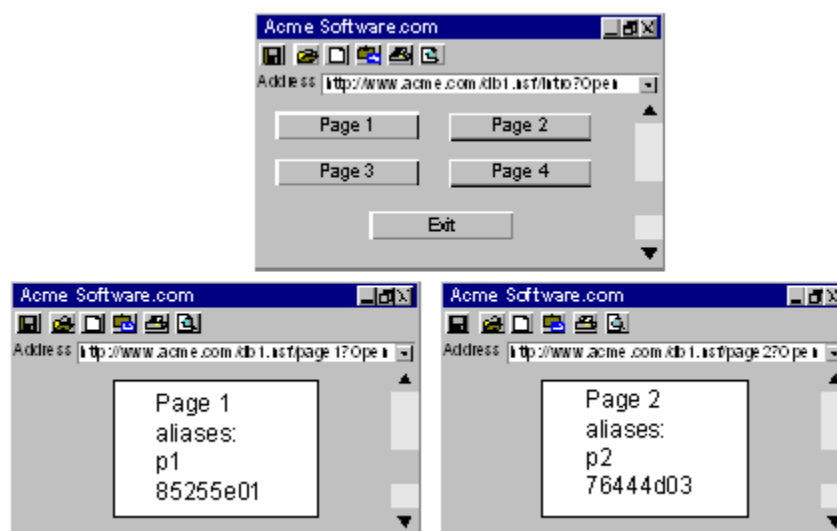 Acme Software.com
Address http://www.acme.com/db1.nsf/Intro?Open
Page 1 Page 2
Page 3 Page 4
Exit
Acme Software.com
Address http://www.acme.com/db1.nsf/page1?Open
Page 1
aliases:
p1
85255e01
Acme Software.com
Address http://www.acme.com/db1.nsf/page2?Open
Page 2
aliases:
p2
76444d03